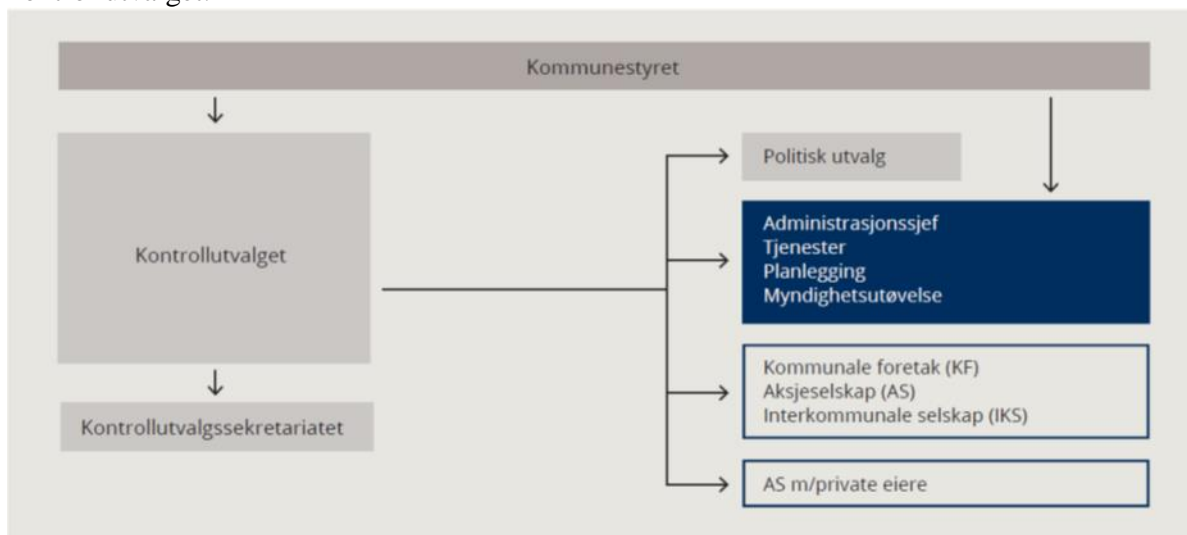 Kommunestyret
Kontrollutvalget
Kontrollutvalgssekretariatet
Politisk utvalg
Administrasjonssjef
Tjenester
Planlegging
Myndighetsutøvelse
Kommunale foretak (KF)
Aksjeselskap (AS)
Interkommunale selskap (IKS)
AS m/private eiere